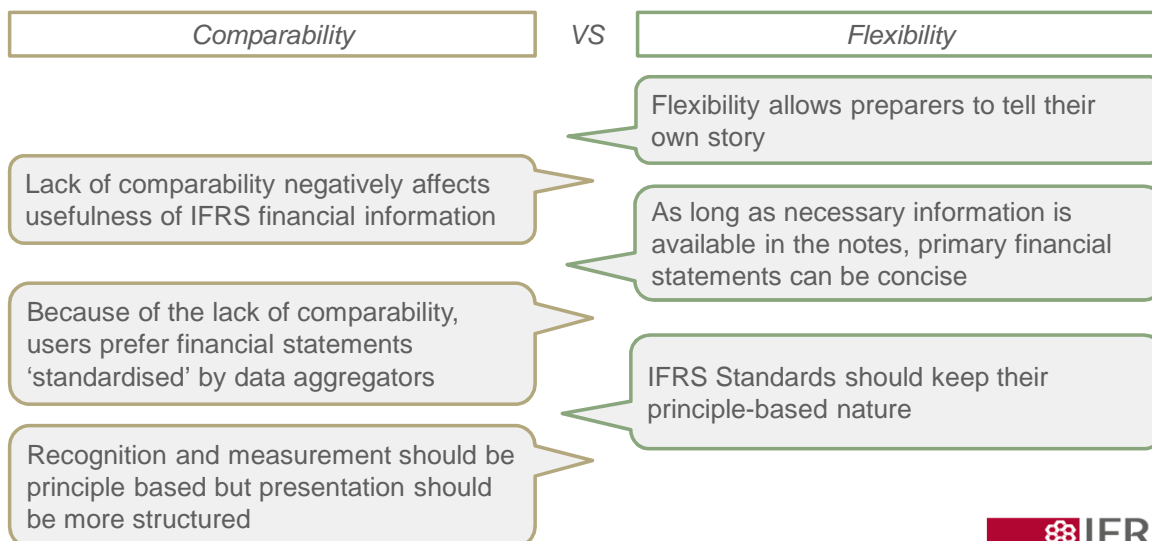 Comparability VS Flexibility
Flexibility allows preparers to tell their
own story
Lack of comparability negatively affects
usefulness of IFRS financial information
As long as necessary information is
available in the notes, primary financial
statements can be concise
Because of the lack of comparability,
users prefer financial statements
‘standardised’ by data aggregators
IFRS Standards should keep their
principle-based nature
Recognition and measurement should be
principle based but presentation should
be more structured
IFR